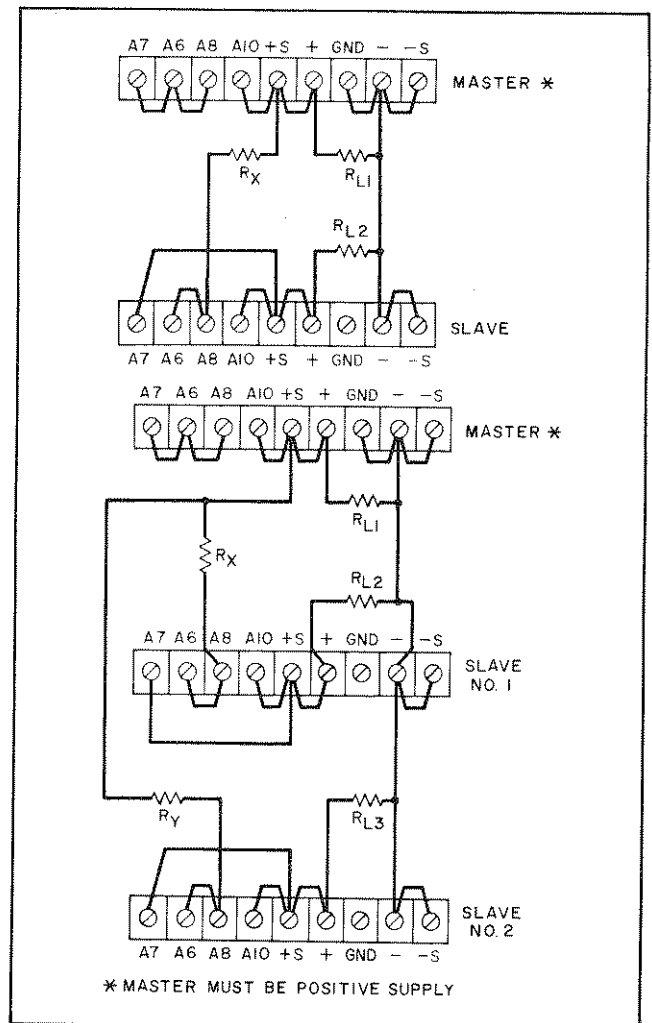 A7 A6 A8 A10 +S + GND - -S
MASTER *
RX
RL1
RL2
SLAVE
A7 A6 A8 A10 +S + GND - -S
A7 A6 A8 A10 +S + GND - -S
MASTER *
RL1
RX
RL2
A7 A6 A8 A10 +S + GND - -S
SLAVE
NO. 1
RY
RL3
SLAVE
NO. 2
A7 A6 A8 A10 +S + GND - -S
* MASTER MUST BE POSITIVE SUPPLY